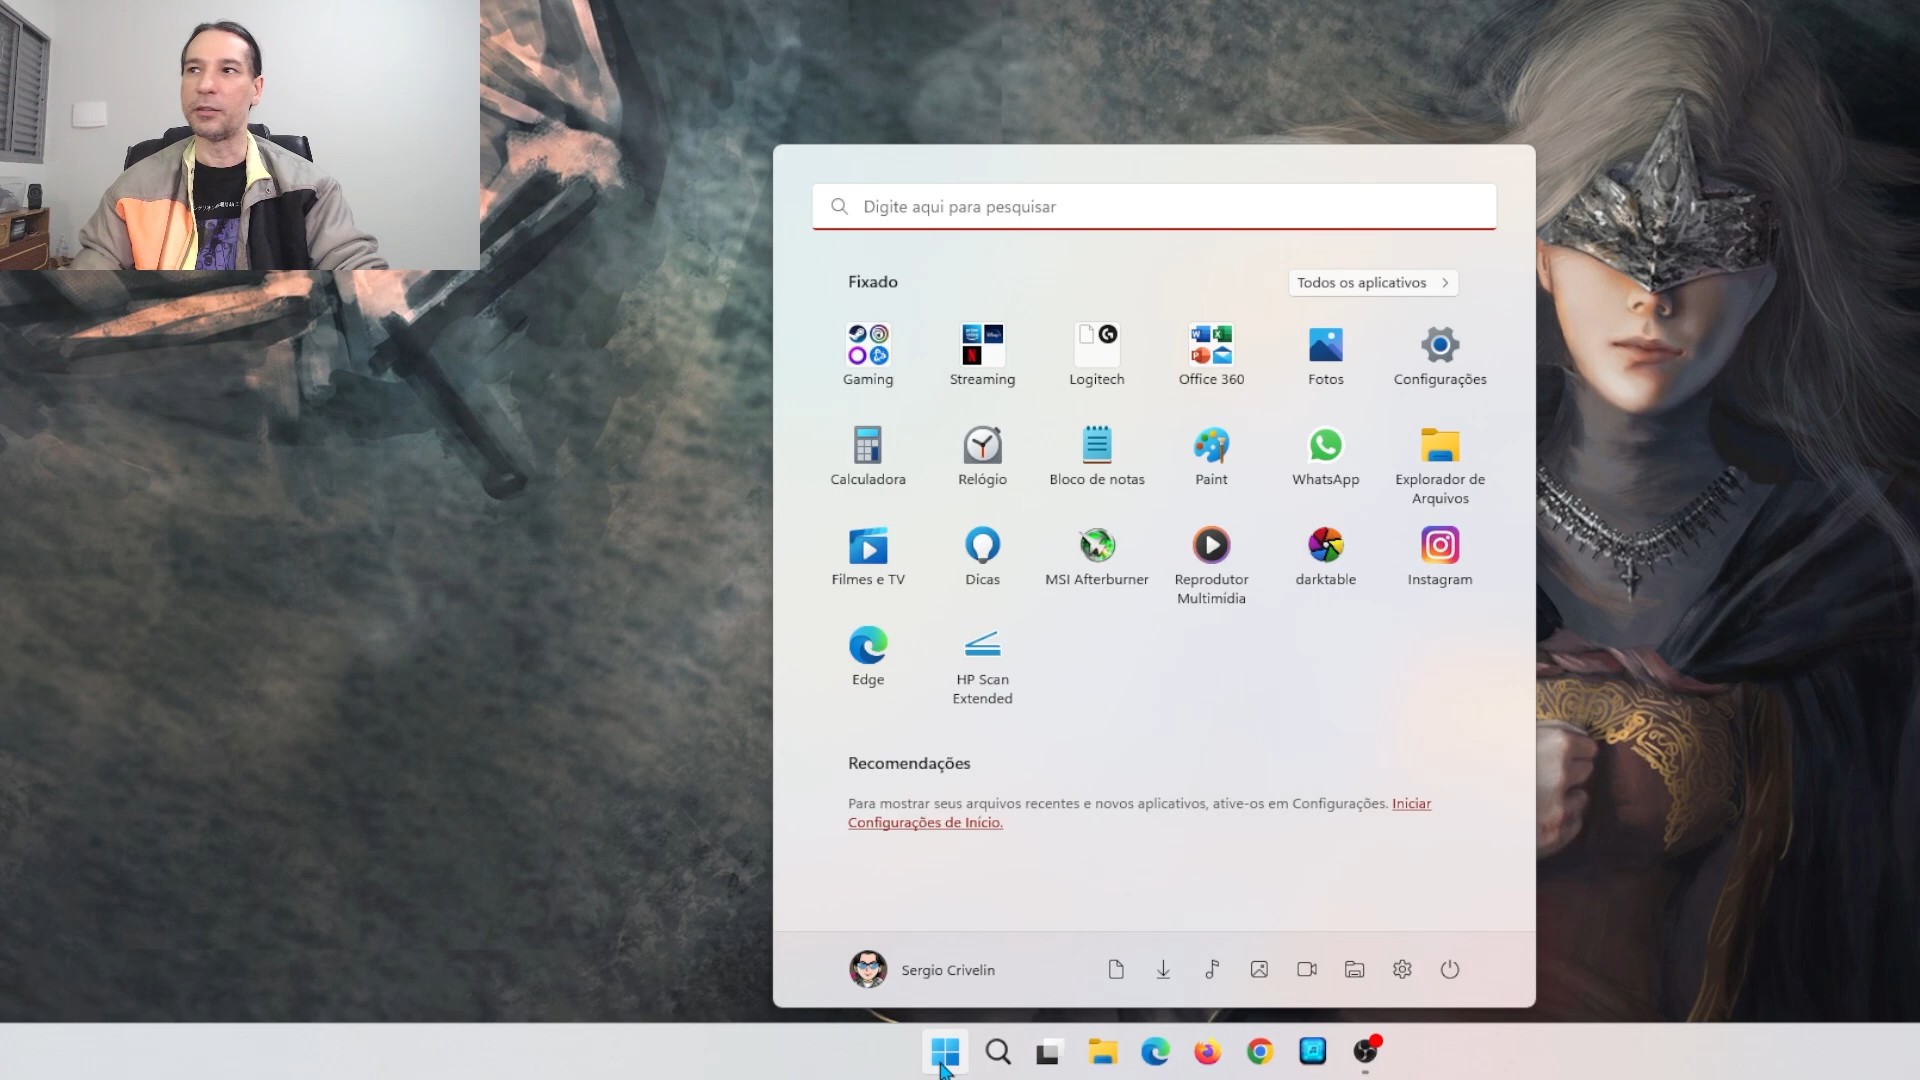 Digite aqui para pesquisar
Fixado
Todos os aplicativos
Gaming
Streaming
Logitech
Office 360
Fotos
Configurações
Calculadora
Relógio
Bloco de notas
Paint
WhatsApp
Explorador de
Arquivos
Filmes e TV
Dicas
MSI Afterburner
Reprodutor
Multimídia
darktable
Instagram
Edge
HP Scan
Extended
Recomendações
Para mostrar seus arquivos recentes e novos aplicativos, ative-os em Configurações. Iniciar
Configurações de Início.
Sergio Crivelin